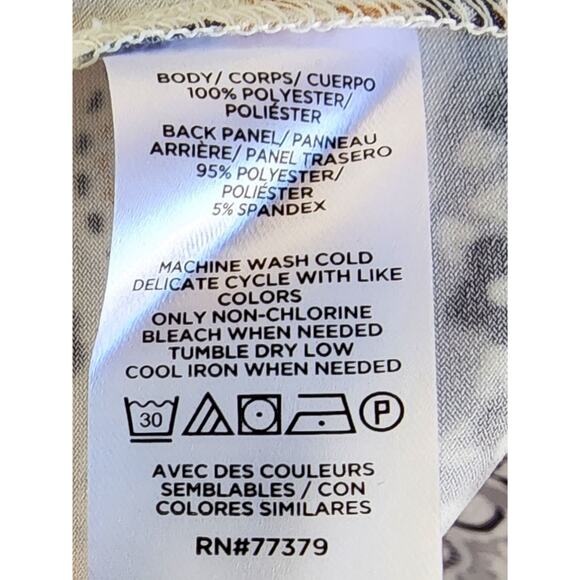 BODY/ CORPS/ CUERPO
100% POLYESTER/
POLIÉSTER
BACK PANEL/ PANNEAU
ARRIÈRE/ PANEL TRASERO
95% POLYESTER/
POLIÉSTER
5% SPANDEX
MACHINE WASH COLD
DELICATE CYCLE WITH LIKE
COLORS
ONLY NON-CHLORINE
BLEACH WHEN NEEDED
TUMBLE DRY LOW
COOL IRON WHEN NEEDED
30 P
AVEC DES COULEURS
SEMBLABLES / CON
COLORES SIMILARES
RN#77379